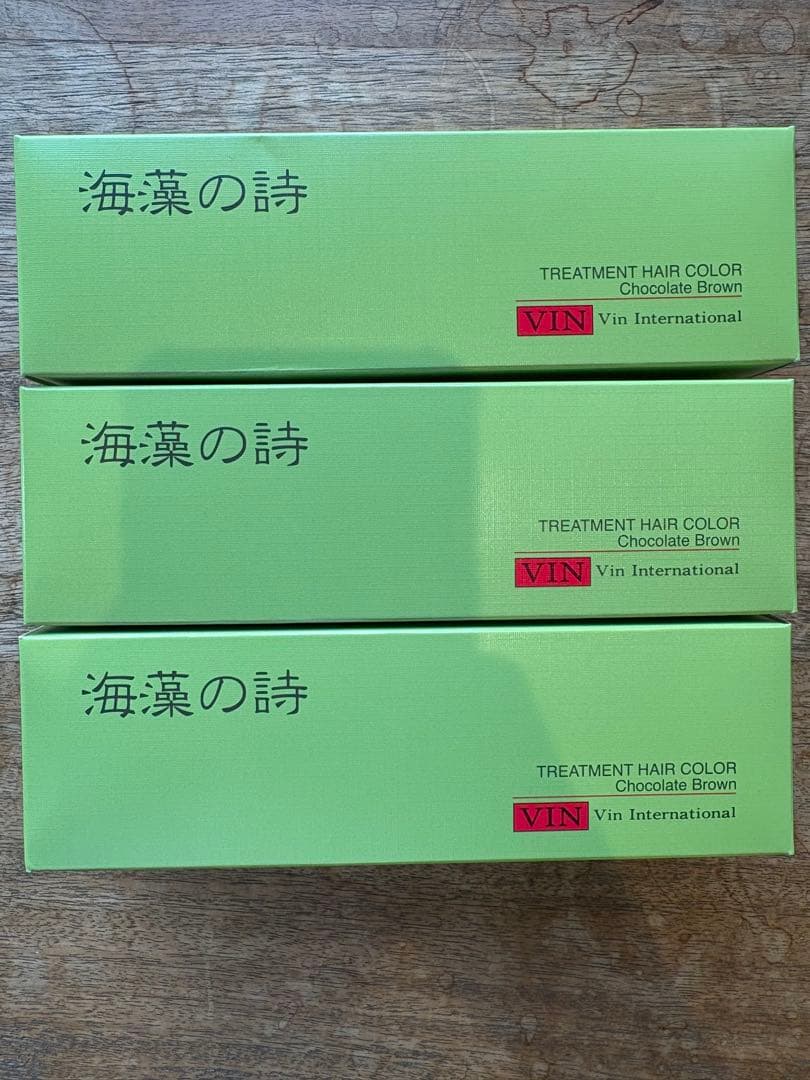 海藻の詩
TREATMENT HAIR COLOR
Chocolate Brown
VIN Vin International
海藻の詩
TREATMENT HAIR COLOR
Chocolate Brown
VIN Vin International
海藻の詩
TREATMENT HAIR COLOR
Chocolate Brown
VIN Vin International